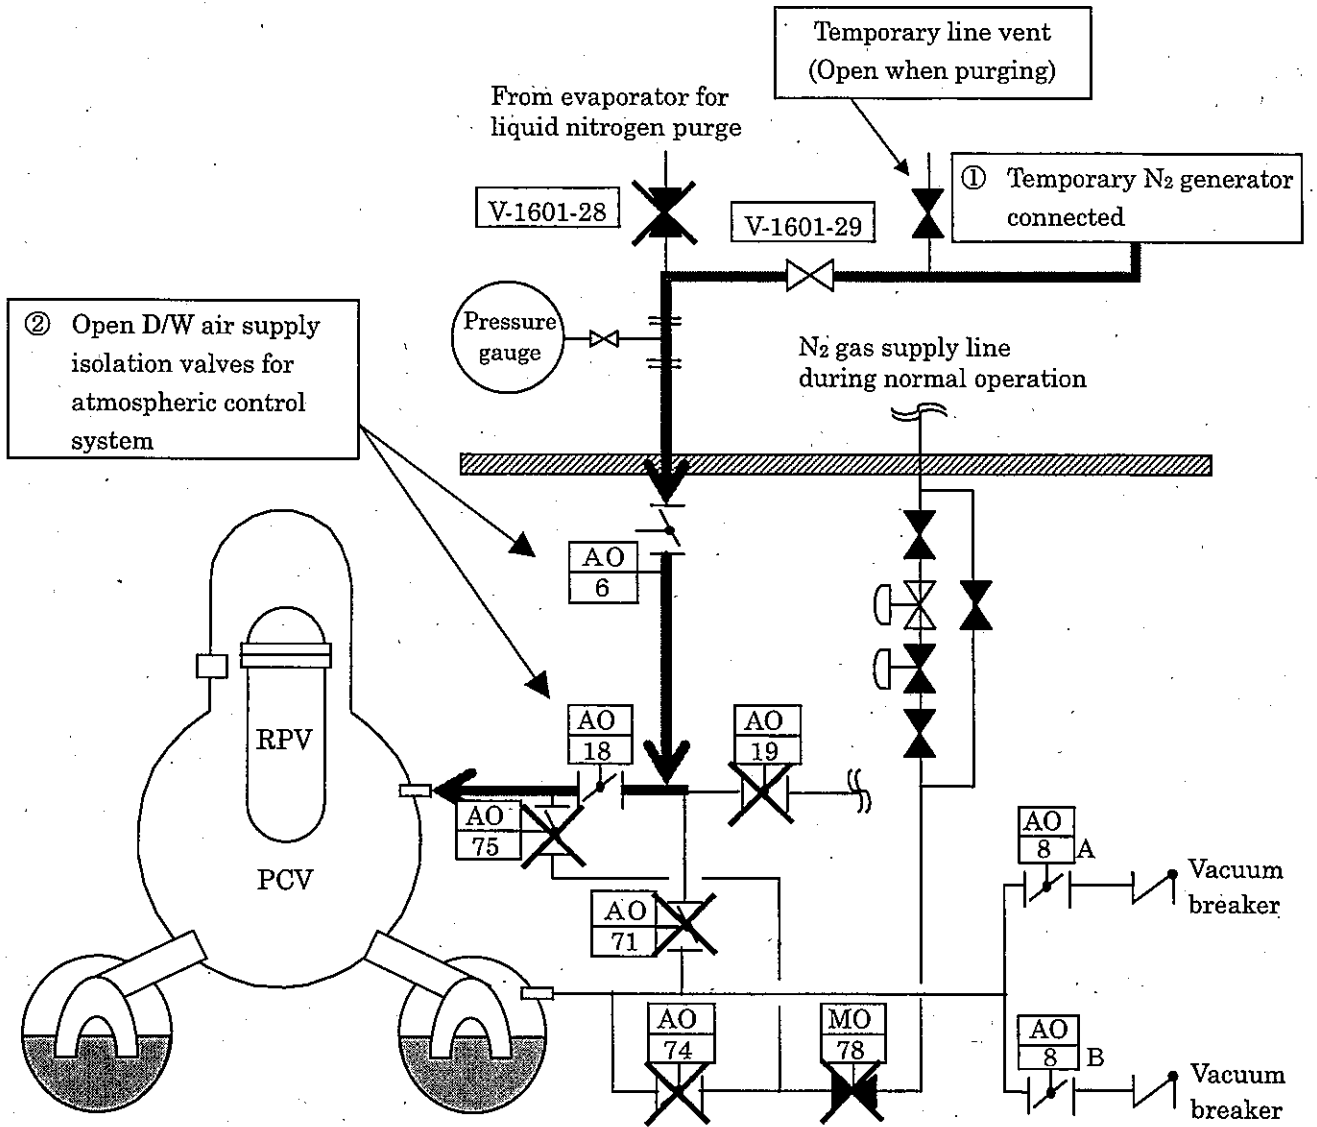 Temporary line vent
(Open when purging)
From evaporator for
liquid nitrogen purge
① Temporary N₂ generator
connected
V-1601-28
V-1601-29
② Open D/W air supply
isolation valves for
atmospheric control
system
Pressure
gauge
N₂ gas supply line
during normal operation
AO
6
AO
18
AO
19
RPV
AO
75
PCV
AO
8 A
Vacuum
breaker
AO
71
AO
74
MO
78
AO
8 B
Vacuum
breaker